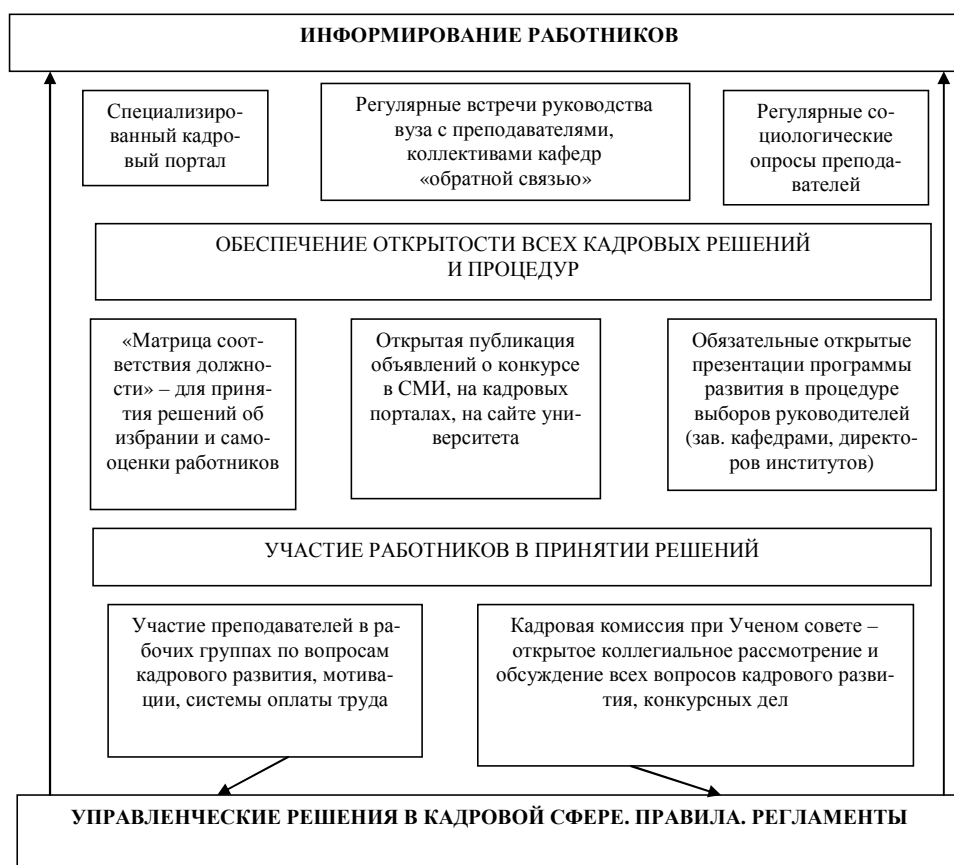 ИНФОРМИРОВАНИЕ РАБОТНИКОВ
Специализиро-
ванный кадро-
вый портал
Регулярные встречи руководства
вуза с преподавателями,
коллективами кафедр
«обратной связью»
Регулярные со-
циологические
опросы препода-
вателей
ОБЕСПЕЧЕНИЕ ОТКРЫТОСТИ ВСЕХ КАДРОВЫХ РЕШЕНИЙ
И ПРОЦЕДУР
«Матрица соот-
ветствия должно-
сти» – для приня-
тия решений об
избрании и само-
оценки работников
Открытая публикация
объявлений о конкурсе
в СМИ, на кадровых
порталах, на сайте уни-
верситета
Обязательные открытые
презентации программы
развития в процедуре
выборов руководителей
(зав. кафедрами, директо-
ров институтов)
УЧАСТИЕ РАБОТНИКОВ В ПРИНЯТИИ РЕШЕНИЙ
Участие преподавателей в ра-
бочих группах по вопросам
кадрового развития, мотива-
ции, системы оплаты труда
Кадровая комиссия при Ученом совете –
открытое коллегиальное рассмотрение и
обсуждение всех вопросов кадрового разви-
тия, конкурсных дел
УПРАВЛЕНЧЕСКИЕ РЕШЕНИЯ В КАДРОВОЙ СФЕРЕ. ПРАВИЛА. РЕГЛАМЕНТЫ